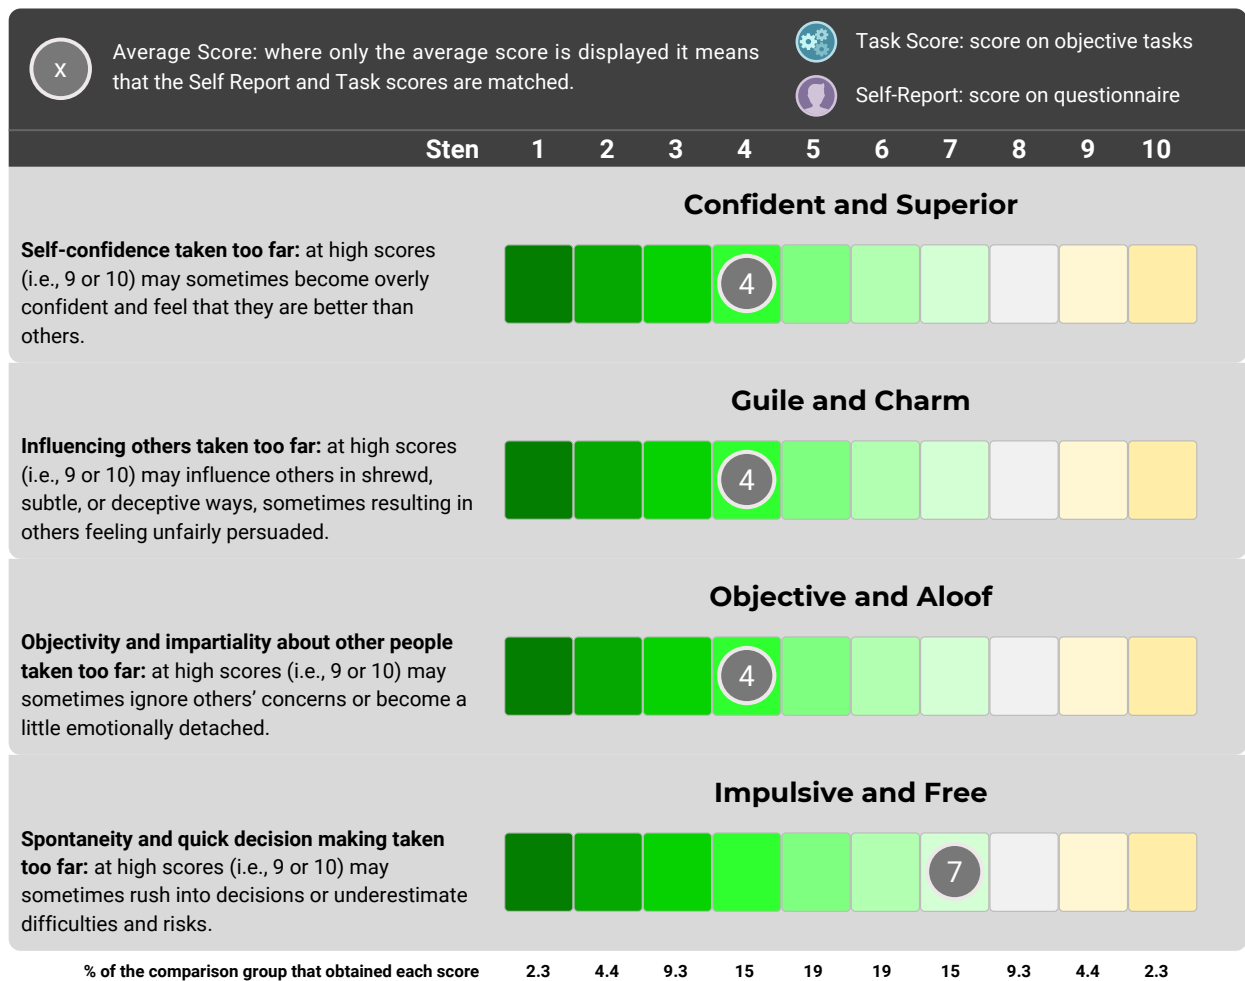 x
Average Score: where only the average score is displayed it means
that the Self Report and Task scores are matched.
Task Score: score on objective tasks
Self-Report: score on questionnaire
Sten 1 2 3 4 5 6 7 8 9 10
Confident and Superior
Self-confidence taken too far: at high scores
(i.e., 9 or 10) may sometimes become overly
confident and feel that they are better than
others.
4
Guile and Charm
Influencing others taken too far: at high scores
(i.e., 9 or 10) may influence others in shrewd,
subtle, or deceptive ways, sometimes resulting in
others feeling unfairly persuaded.
4
Objective and Aloof
Objectivity and impartiality about other people
taken too far: at high scores (i.e., 9 or 10) may
sometimes ignore others’ concerns or become a
little emotionally detached.
4
Impulsive and Free
Spontaneity and quick decision making taken
too far: at high scores (i.e., 9 or 10) may
sometimes rush into decisions or underestimate
difficulties and risks.
7
% of the comparison group that obtained each score 2.3 4.4 9.3 15 19 19 15 9.3 4.4 2.3